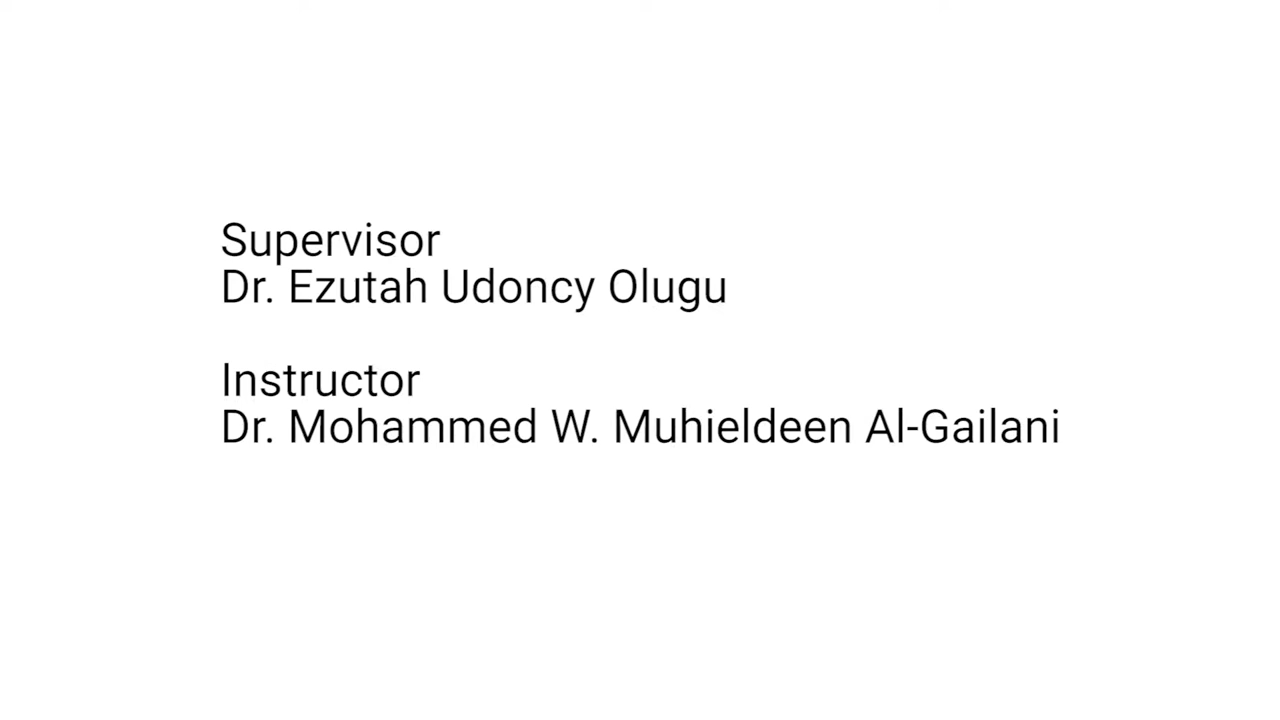 Supervisor
Dr. Ezutah Udoncy Olugu
Instructor
Dr. Mohammed W. Muhieldeen Al-Gailani